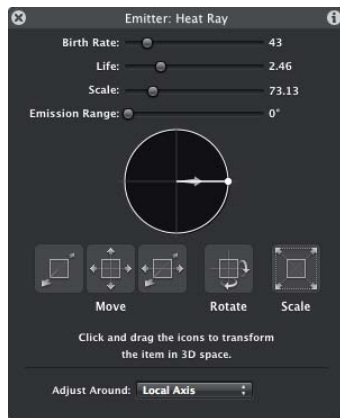 Emitter: Heat Ray
Birth Rate: 43
Life: 2.46
Scale: 73.13
Emission Range: 0°
Move Rotate Scale
Click and drag the icons to transform
the item in 3D space.
Adjust Around: Local Axis